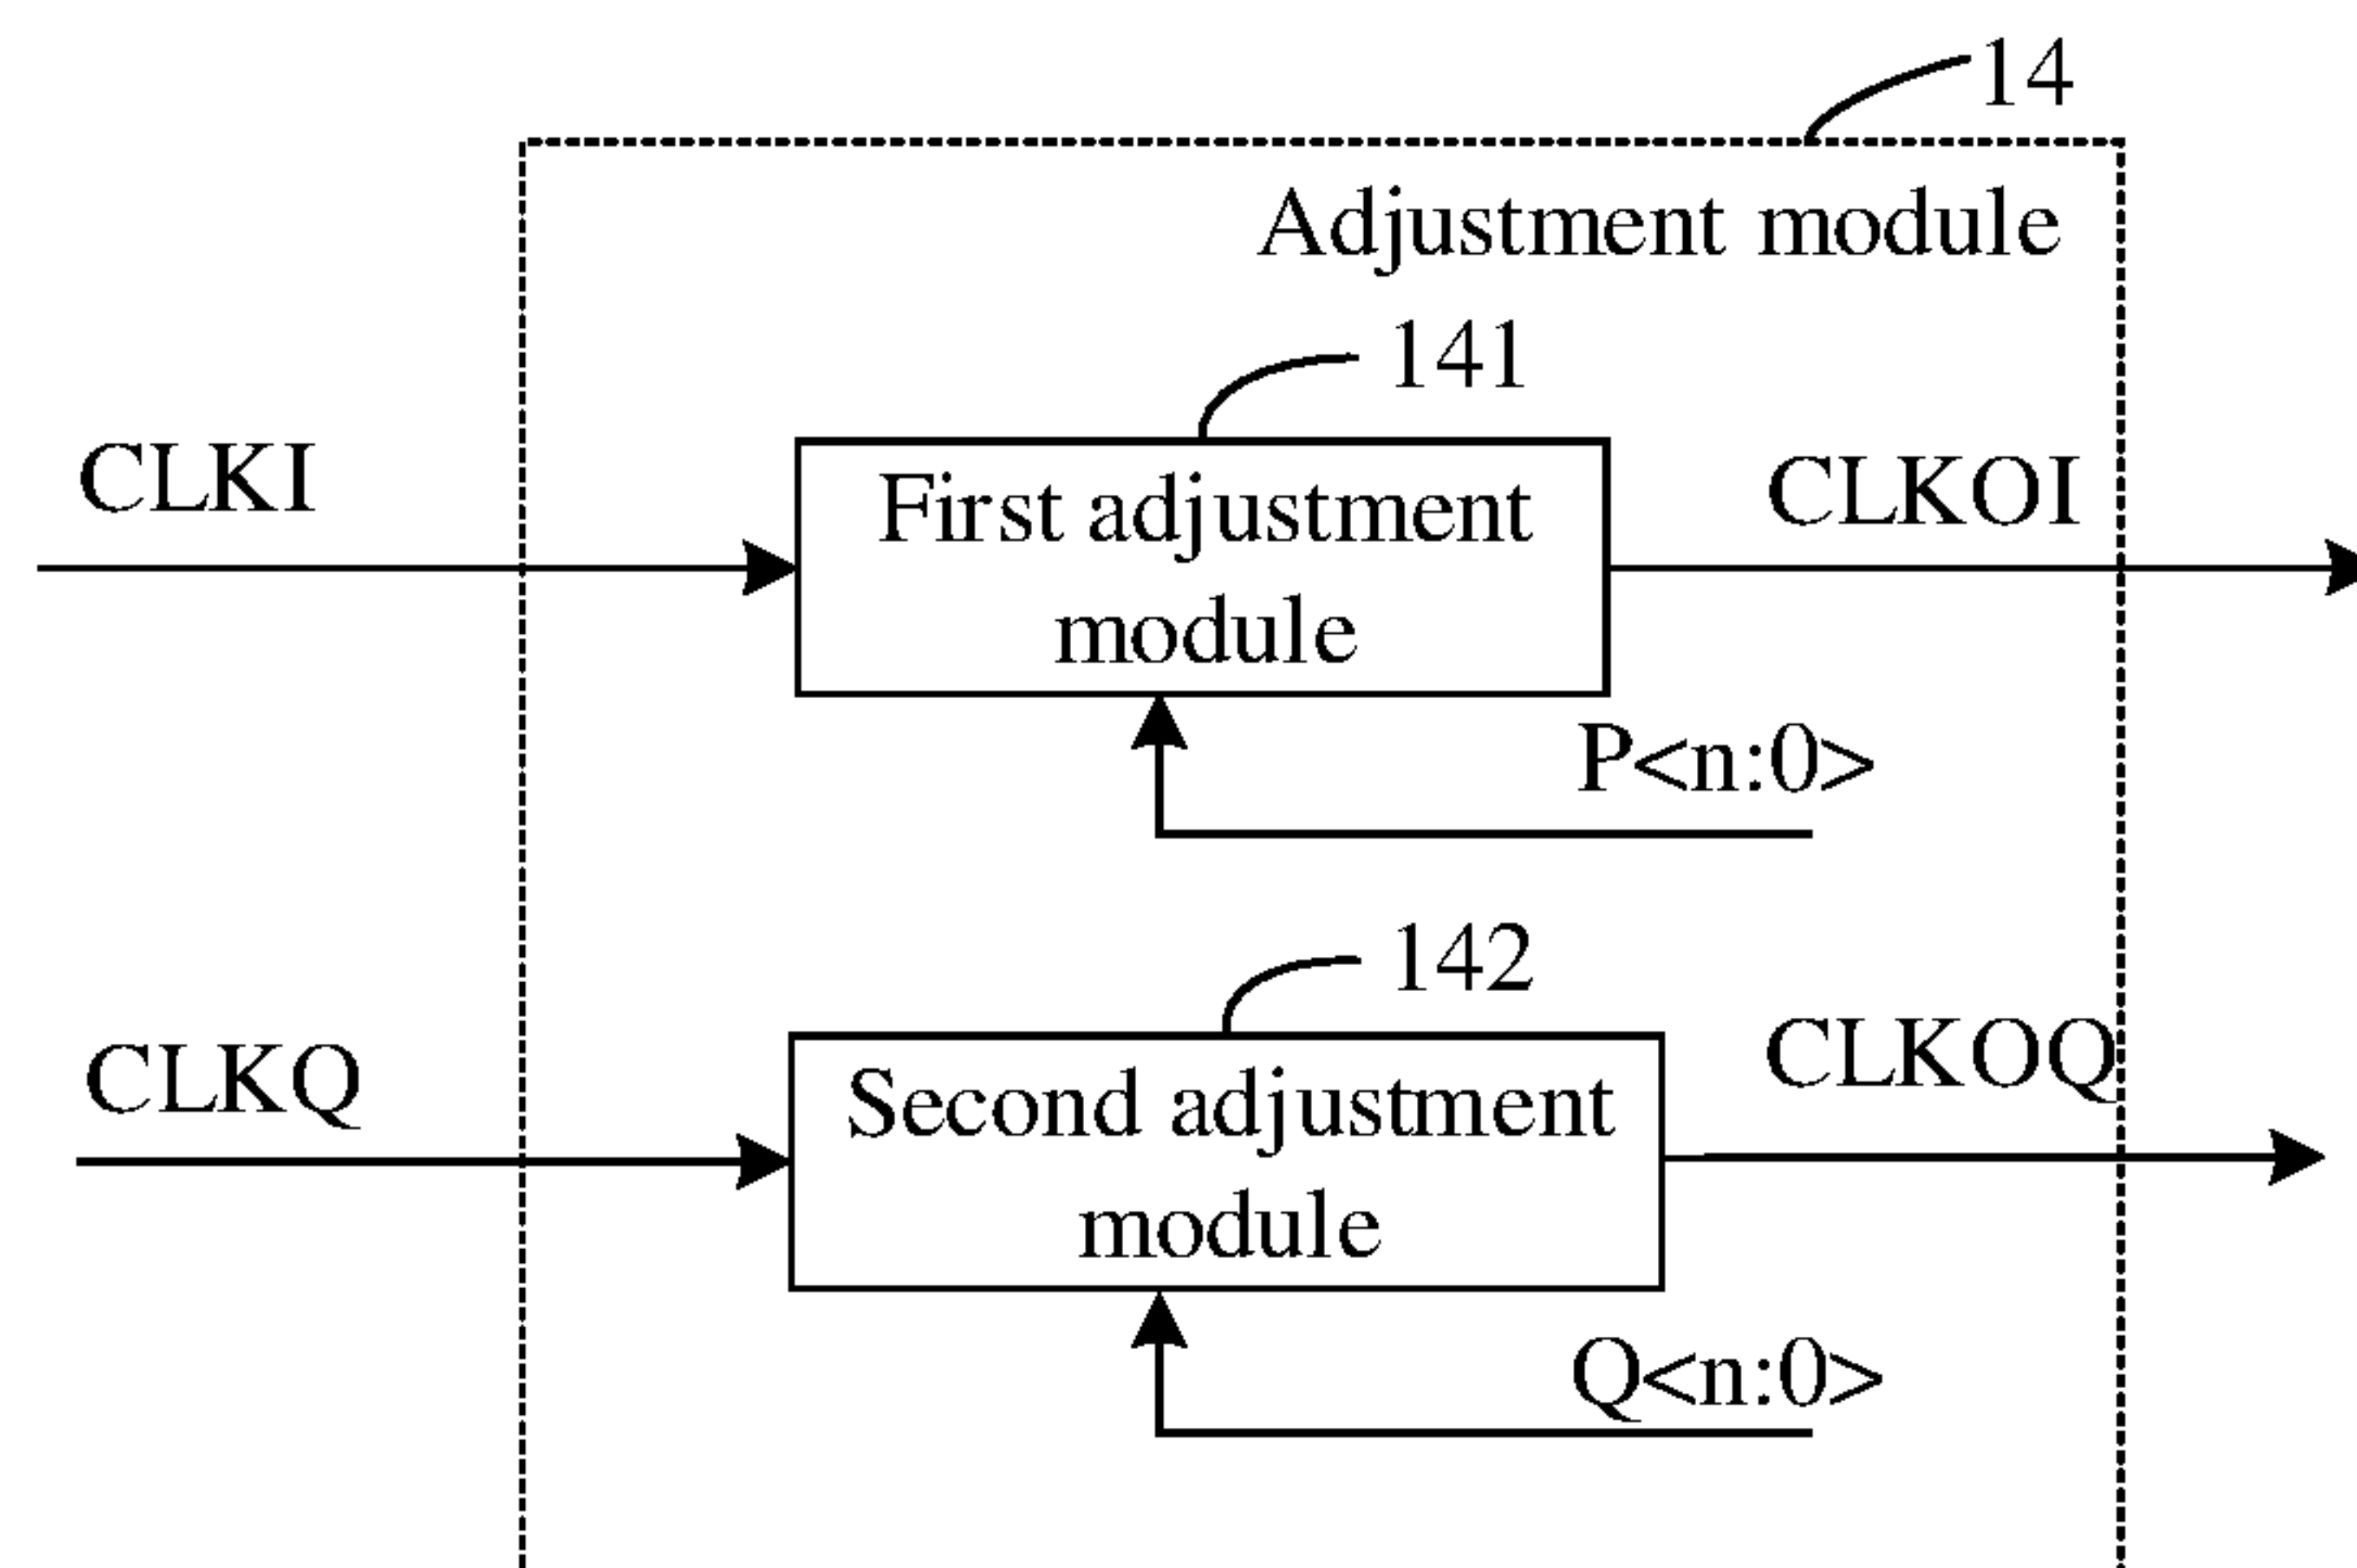 14
Adjustment module
141
CLKI
First adjustment
module
CLKOI
P<n:0>
142
CLKQ
Second adjustment
module
CLKOQ
Q<n:0>